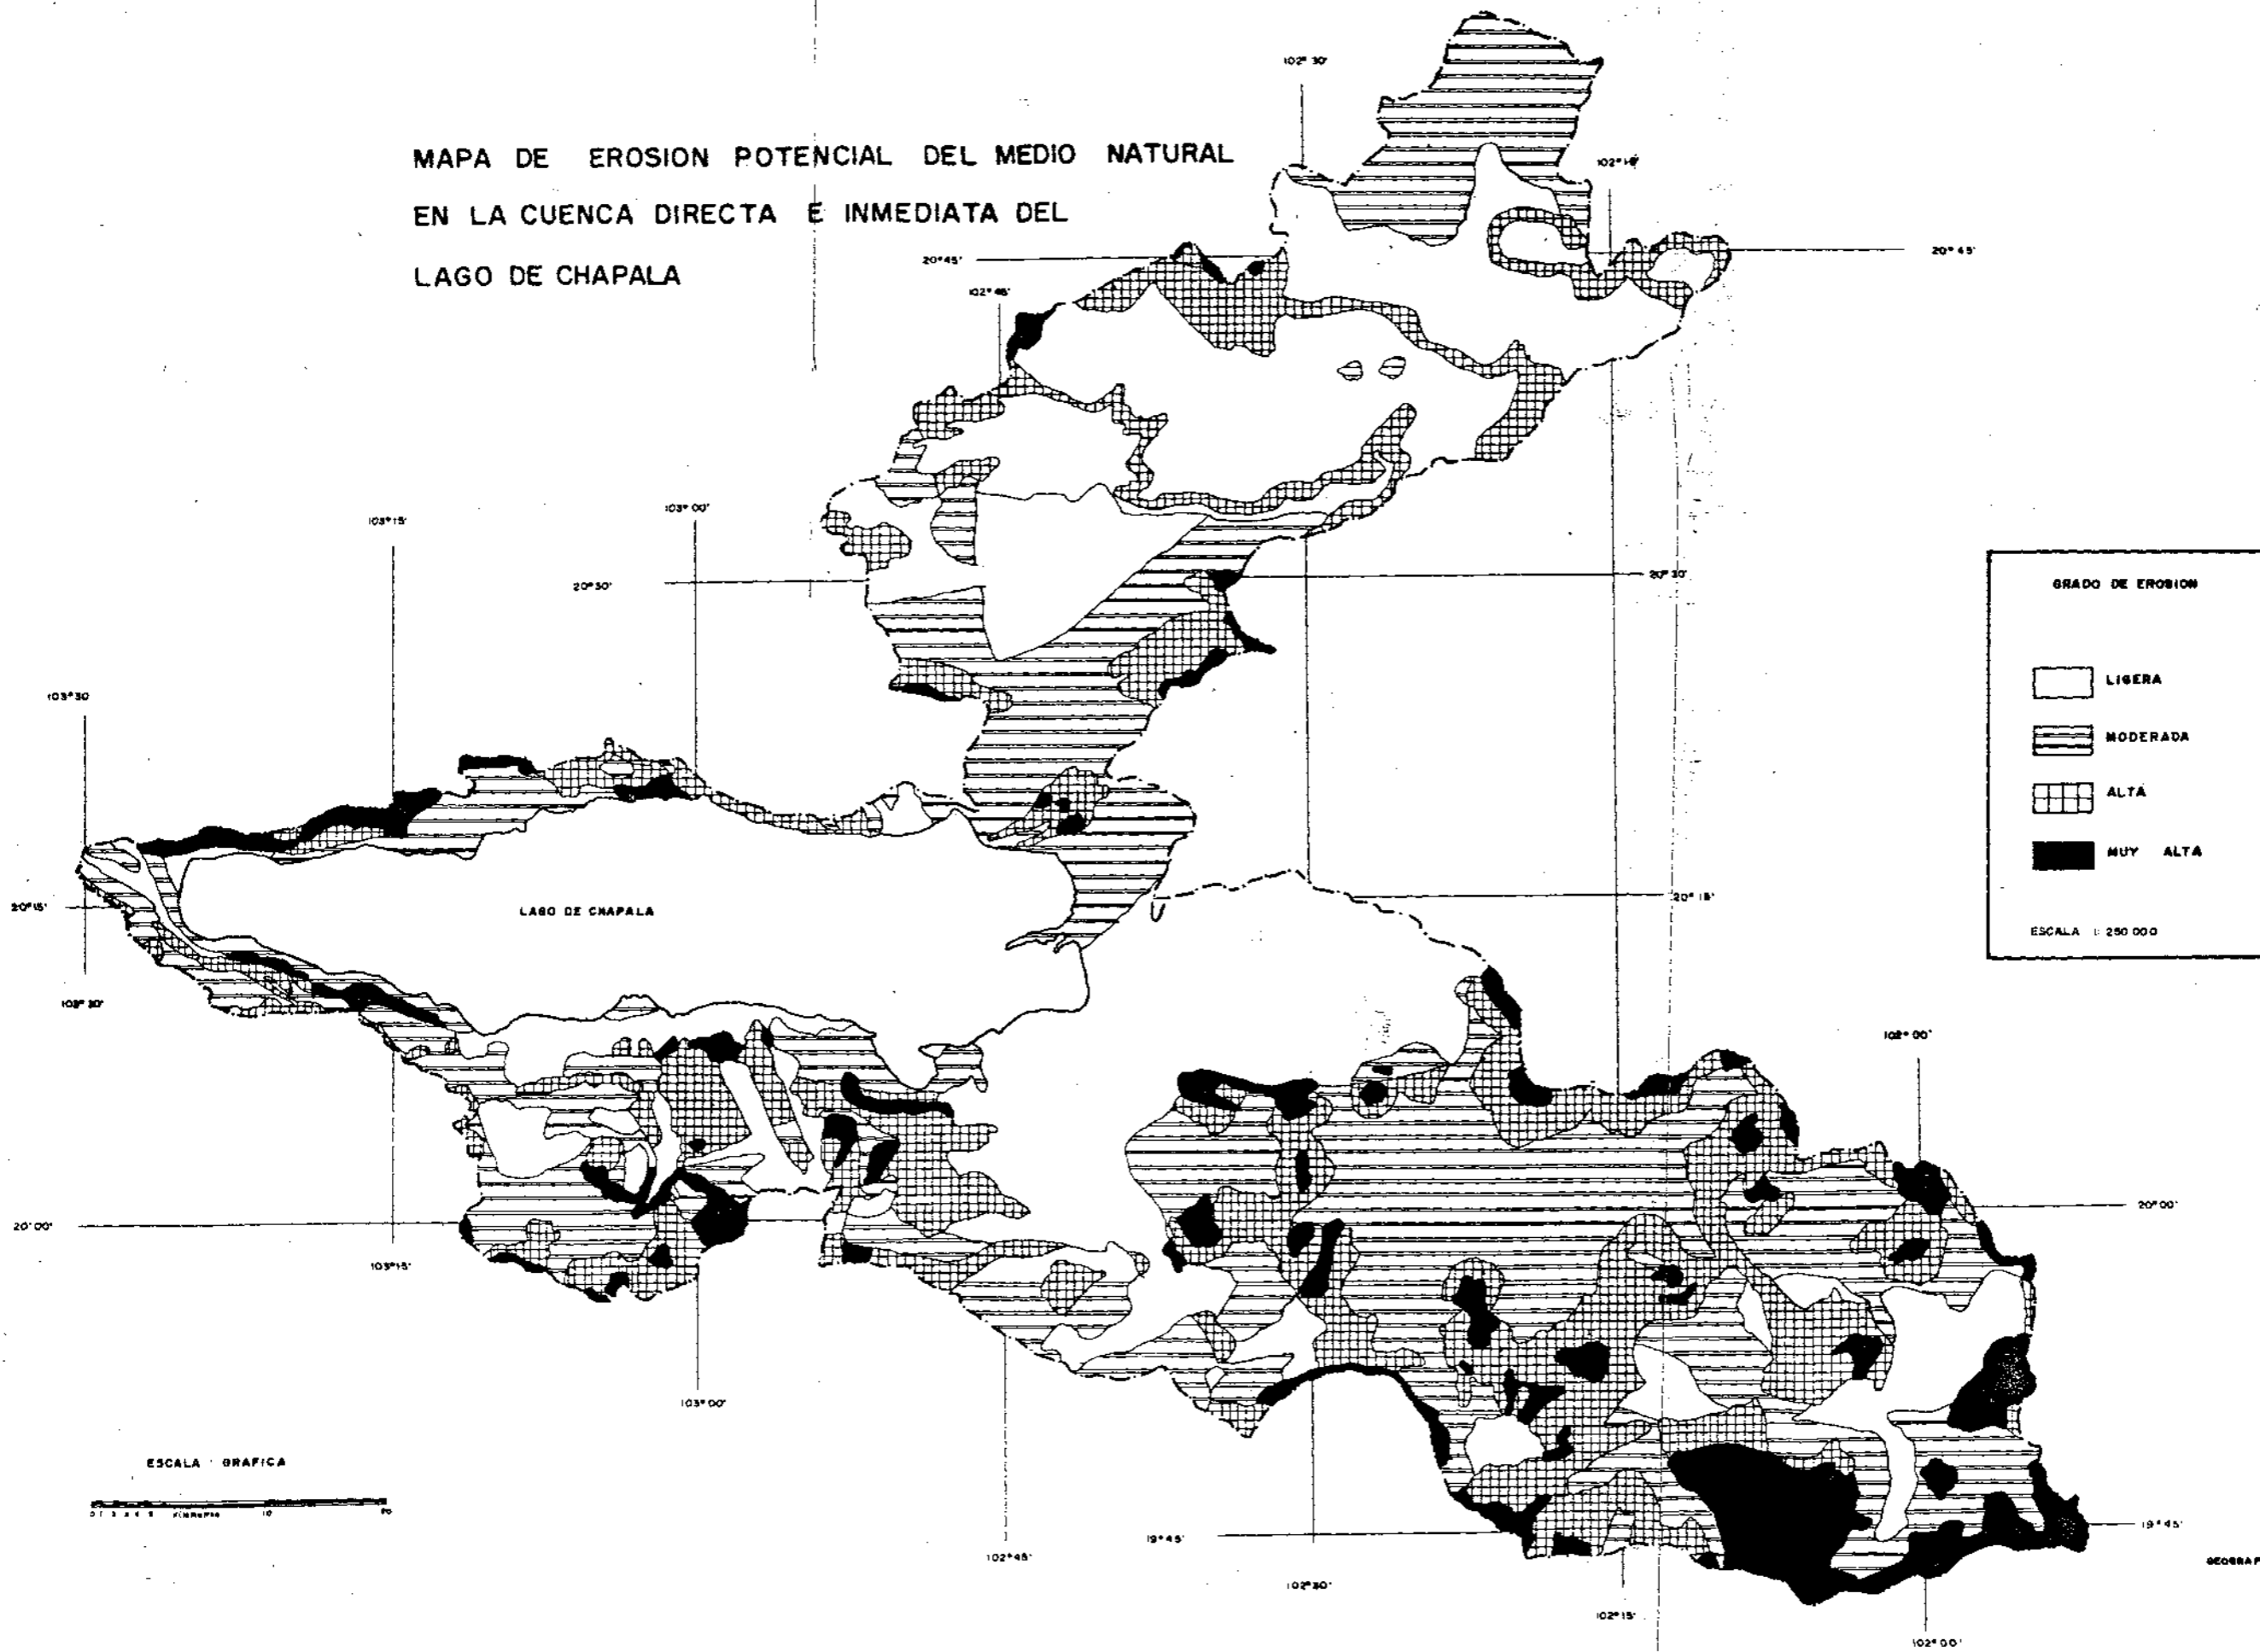 MAPA DE EROSION POTENCIAL DEL MEDIO NATURAL
EN LA CUENCA DIRECTA E INMEDIATA DEL
LAGO DE CHAPALA
102° 30'
20° 45'
20° 45'
103° 15'
103° 00'
20° 30'
103° 30
20° 15'
LAGO DE CHAPALA
20° 15'
103° 30'
102° 00'
20° 00'
20° 00'
103° 15'
103° 00'
19° 45'
19° 45'
102° 45'
102° 30'
102° 15'
102° 00'
GRADO DE EROSION
LIGERA
MODERADA
ALTA
MUY ALTA
ESCALA 1: 250 000
ESCALA GRAFICA
10